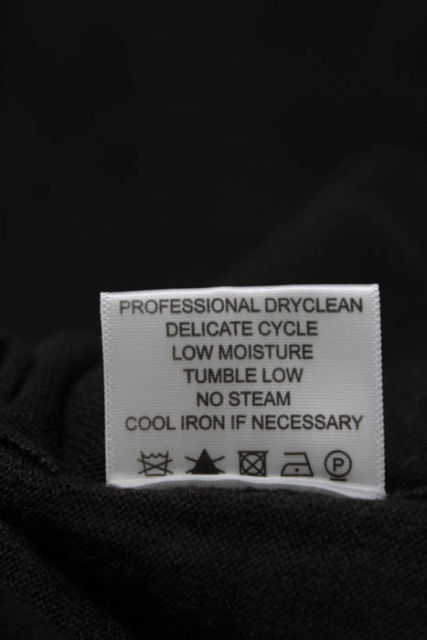 PROFESSIONAL DRYCLEAN
DELICATE CYCLE
LOW MOISTURE
TUMBLE LOW
NO STEAM
COOL IRON IF NECESSARY
P